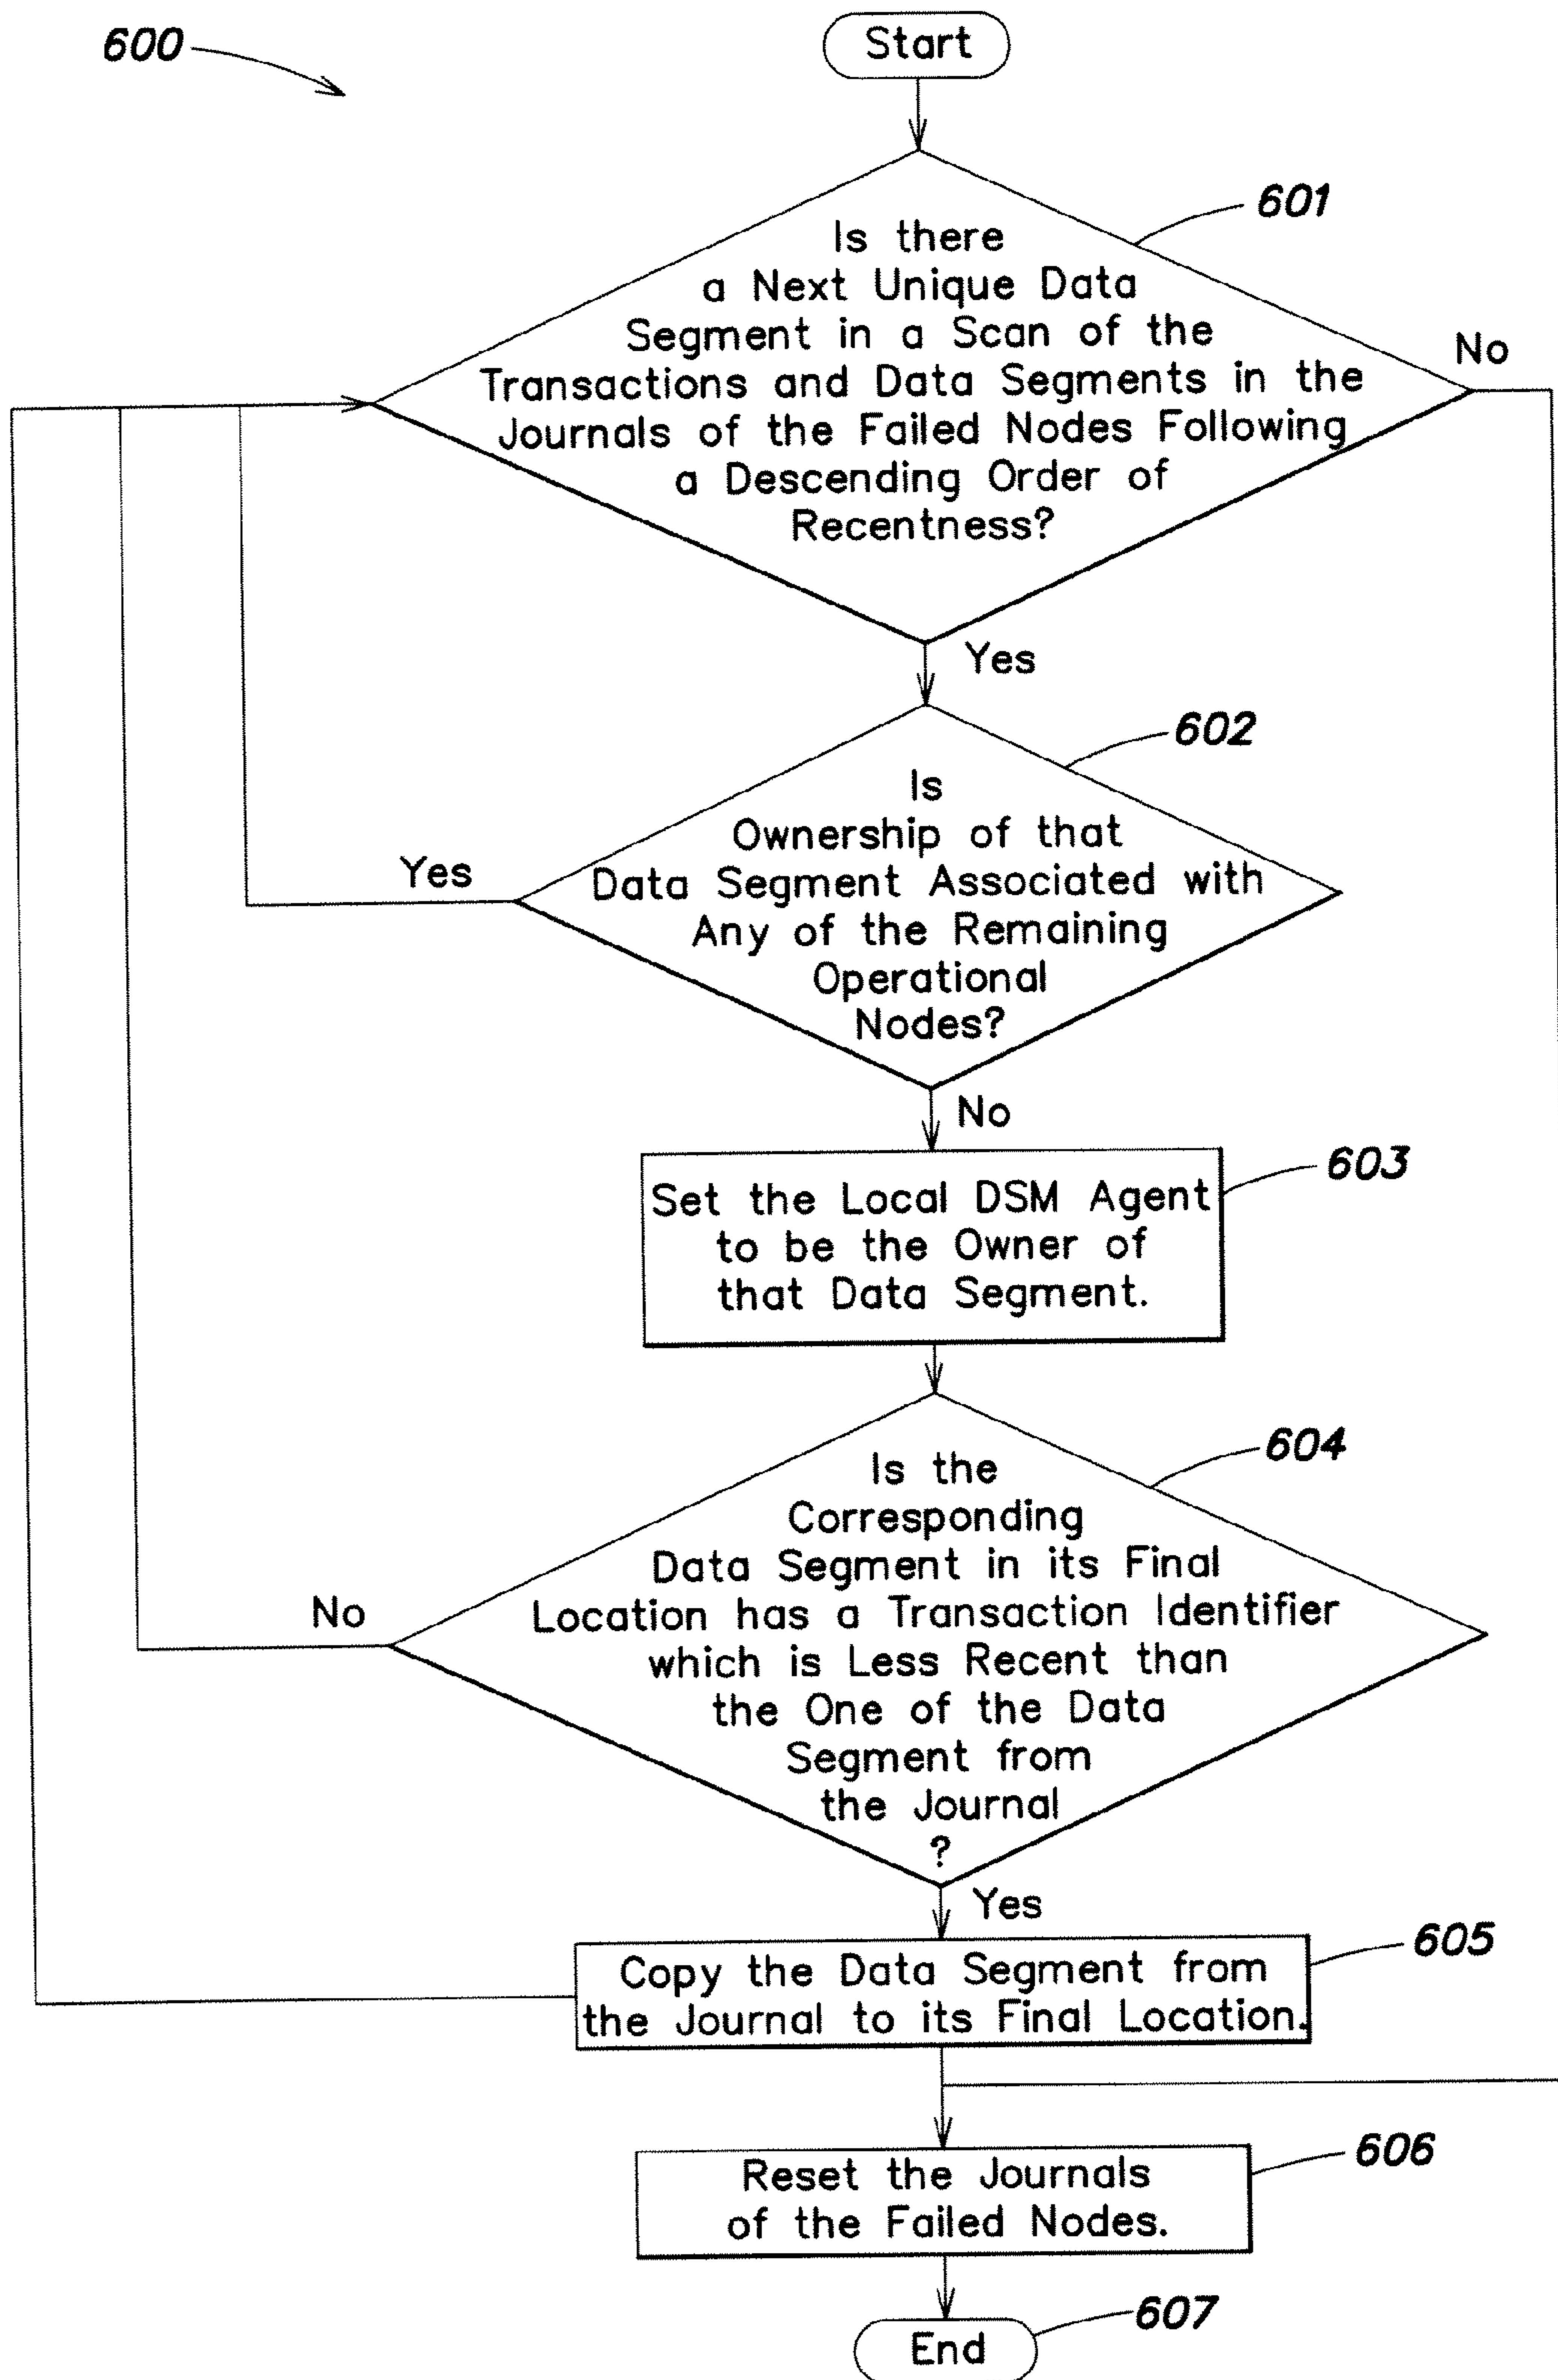 600
Start
601
Is there
a Next Unique Data
Segment in a Scan of the
Transactions and Data Segments in the
Journals of the Failed Nodes Following
a Descending Order of
Recentness?
No
Yes
602
Is
Ownership of that
Data Segment Associated with
Any of the Remaining
Operational
Nodes?
Yes
No
603
Set the Local DSM Agent
to be the Owner of
that Data Segment.
604
Is the
Corresponding
Data Segment in its Final
Location has a Transaction Identifier
which is Less Recent than
the One of the Data
Segment from
the Journal
?
No
Yes
605
Copy the Data Segment from
the Journal to its Final Location.
606
Reset the Journals
of the Failed Nodes.
607
End